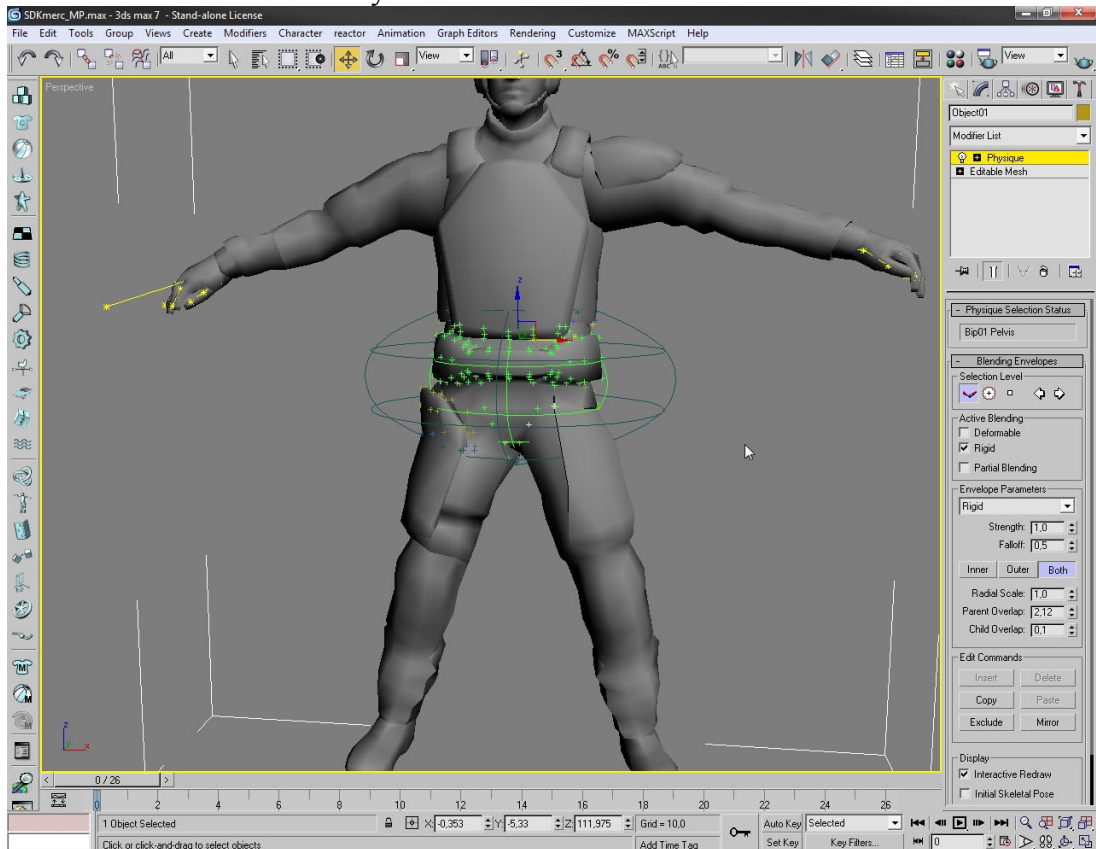 SDKmerc_MP.max - 3ds max 7 - Stand-alone License
File Edit Tools Group Views Create Modifiers Character reactor Animation Graph Editors Rendering Customize MAXScript Help
All View View
Perspective
Object01
Modifier List
Physique
Editable Mesh
- Physique Selection Status
Bip01 Pelvis
- Blending Envelopes
Selection Level
Active Blending
Deformable
Rigid
Partial Blending
Envelope Parameters
Rigid
Strength: 1,0
Falloff: 0,5
Inner Outer Both
Radial Scale: 1,0
Parent Overlap: 2,12
Child Overlap: 0,1
Edit Commands
Insert Delete
Copy Paste
Exclude Mirror
Display
Interactive Redraw
Initial Skeletal Pose
z
x
z
y x
0 / 26
0 2 4 6 8 10 12 14 16 18 20 22 24 26
1 Object Selected X: -0,353 Y: -5,33 Z: 111,975 Grid = 10,0 Auto Key Selected
Click or click-and-drag to select objects Add Time Tag Set Key Key Filters... 0